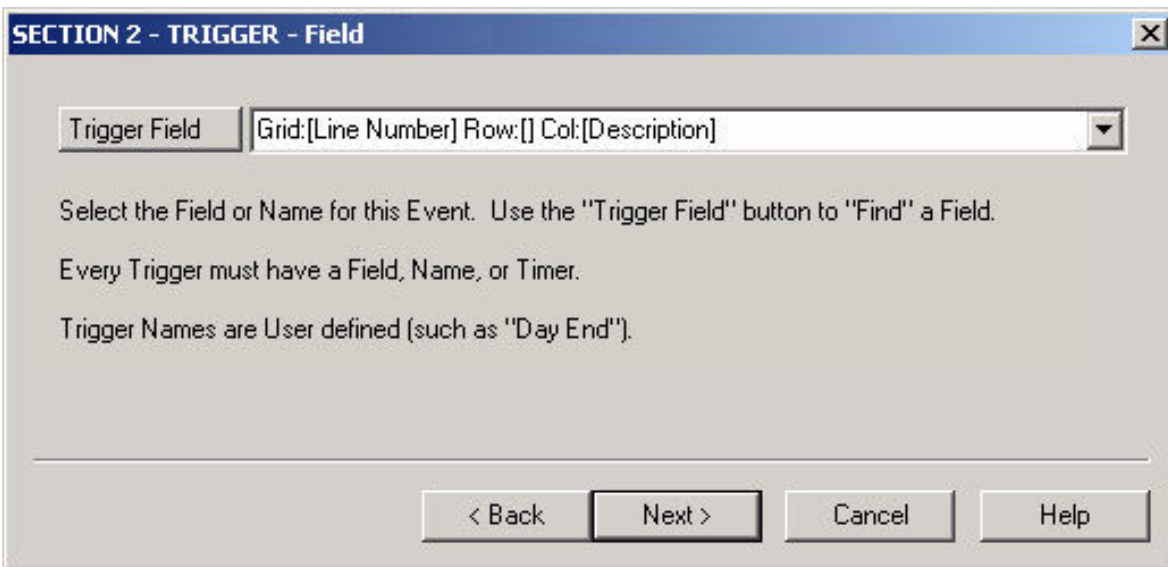 SECTION 2 - TRIGGER - Field
Trigger Field
Grid:[Line Number] Row:[] Col:[Description]
Select the Field or Name for this Event.  Use the "Trigger Field" button to "Find" a Field.
Every Trigger must have a Field, Name, or Timer.
Trigger Names are User defined (such as "Day End").
< Back
Next >
Cancel
Help